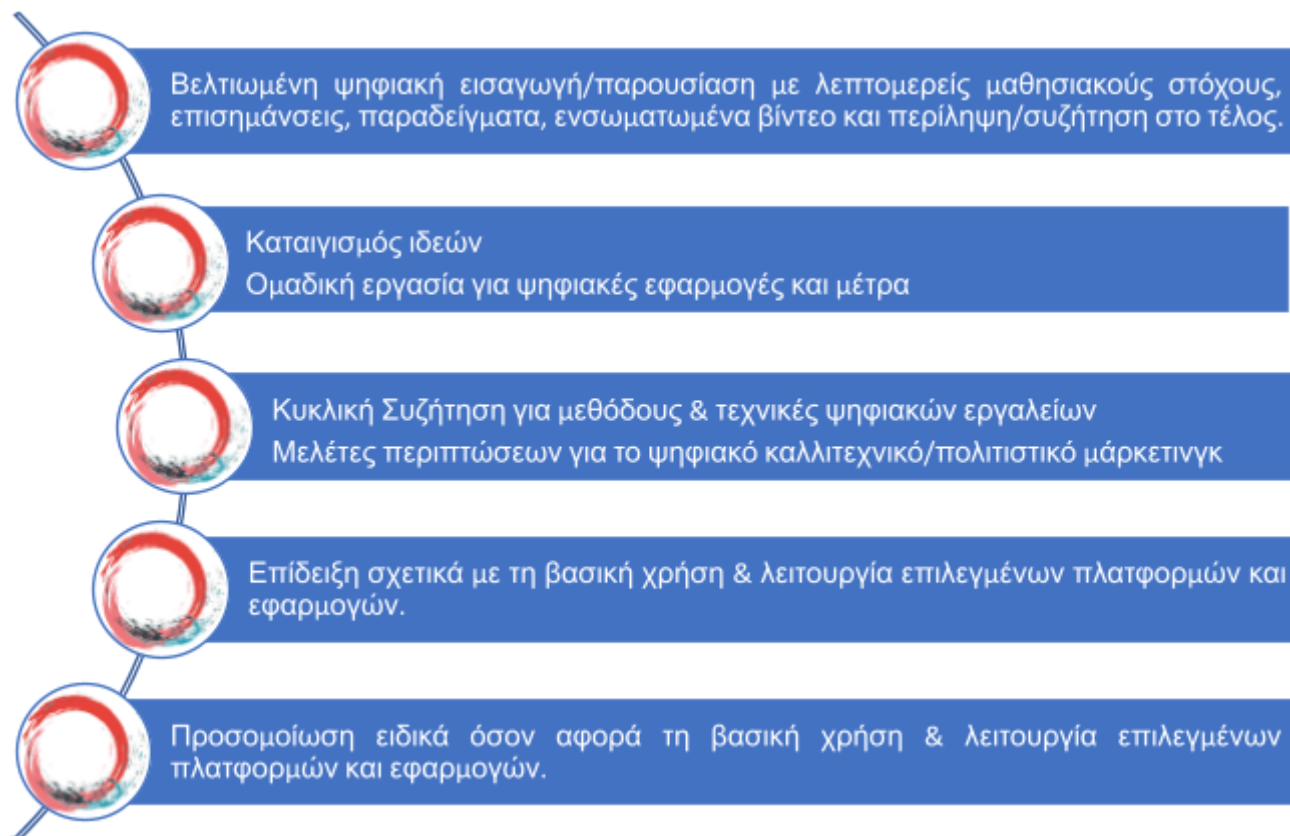 Βελτιωμένη ψηφιακή εισαγωγή/παρουσίαση με λεπτομερείς μαθησιακούς στόχους,
επισημάνσεις, παραδείγματα, ενσωματωμένα βίντεο και περίληψη/συζήτηση στο τέλος.
Καταιγισμός ιδεών
Ομαδική εργασία για ψηφιακές εφαρμογές και μέτρα
Κυκλική Συζήτηση για μεθόδους & τεχνικές ψηφιακών εργαλείων
Μελέτες περιπτώσεων για το ψηφιακό καλλιτεχνικό/πολιτιστικό μάρκετινγκ
Επίδειξη σχετικά με τη βασική χρήση & λειτουργία επιλεγμένων πλατφορμών και
εφαρμογών.
Προσομοίωση ειδικά όσον αφορά τη βασική χρήση & λειτουργία επιλεγμένων
πλατφορμών και εφαρμογών.